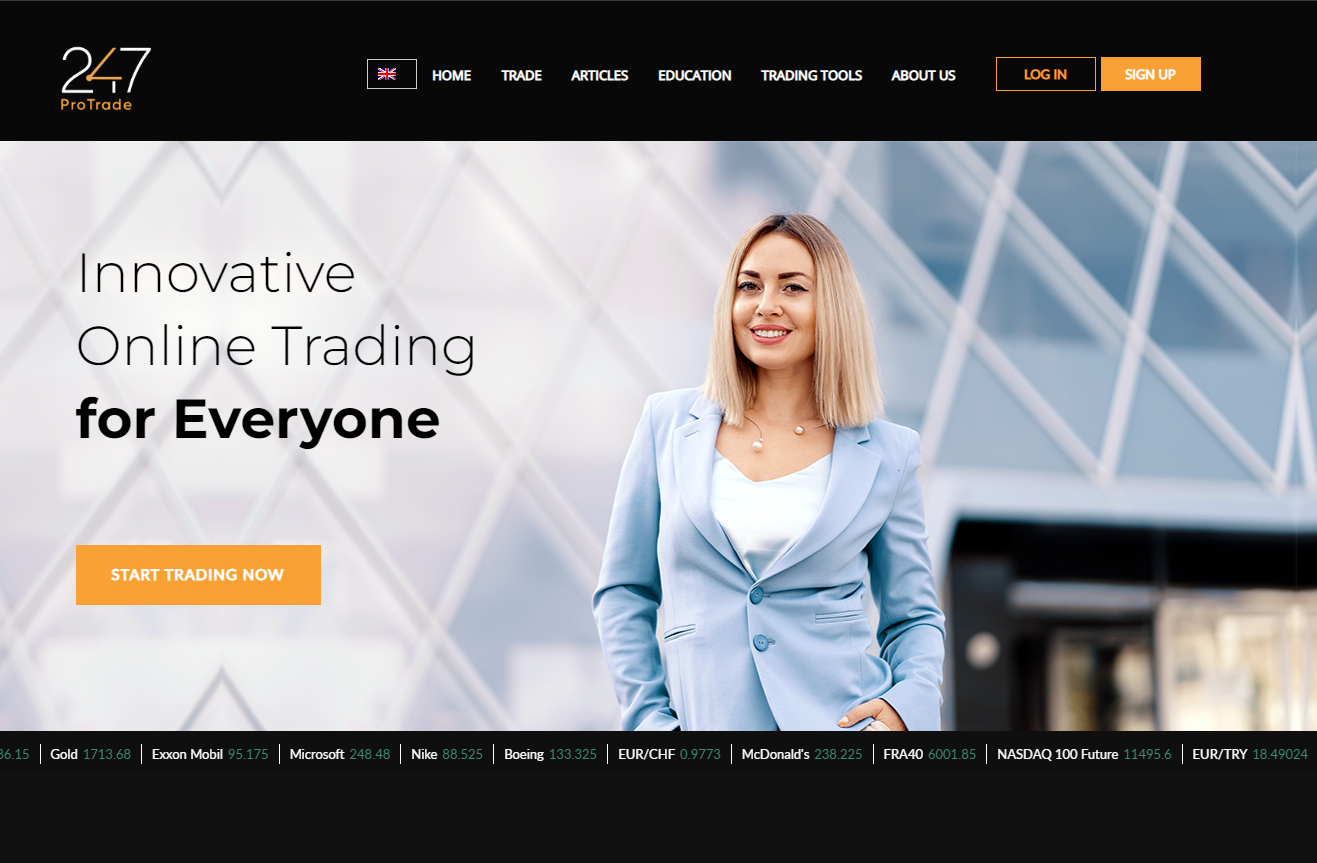 247
ProTrade
HOME TRADE ARTICLES EDUCATION TRADING TOOLS ABOUT US LOG IN SIGN UP
Innovative
Online Trading
for Everyone
START TRADING NOW
36.15 Gold 1713.68 Exxon Mobil 95.175 Microsoft 248.48 Nike 88.525 Boeing 133.325 EUR/CHF 0.9773 McDonald's 238.225 FRA40 6001.85 NASDAQ 100 Future 11495.6 EUR/TRY 18.49024